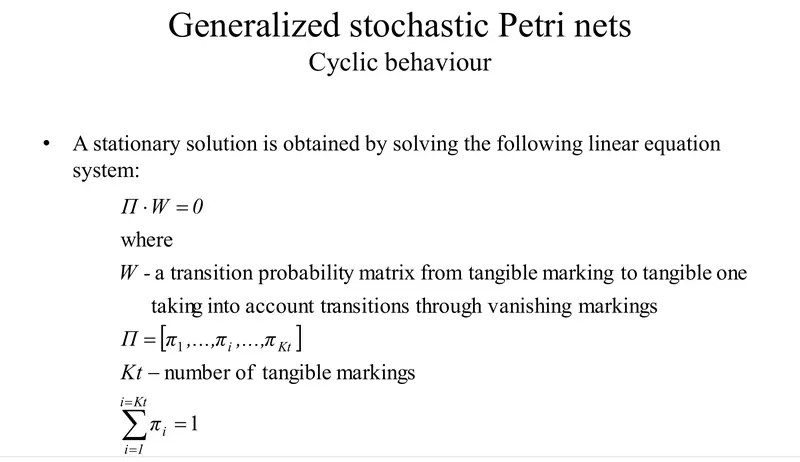 Generalized stochastic Petri nets
Cyclic behaviour
• A stationary solution is obtained by solving the following linear equation
system:
Π · W = 0
where
W - a transition probability matrix from tangible marking to tangible one
taking into account transitions through vanishing markings
Π = [π₁,...,πᵢ,...,π_Kt]
Kt – number of tangible markings
i=Kt
∑ πᵢ = 1
i=1